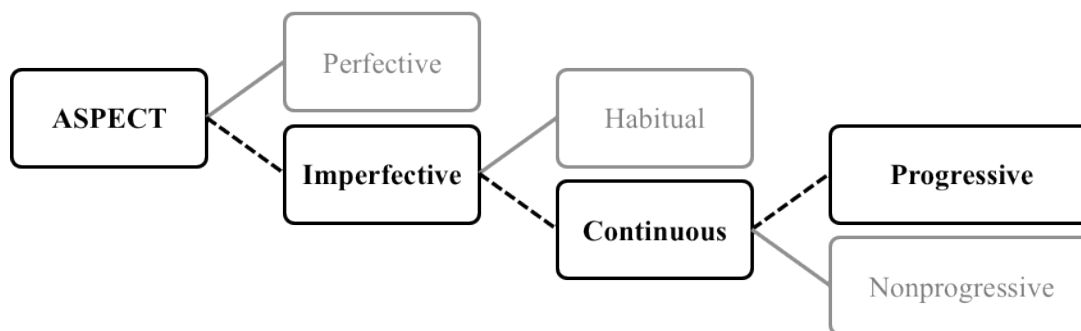 ASPECT
Perfective
Imperfective
Habitual
Continuous
Progressive
Nonprogressive